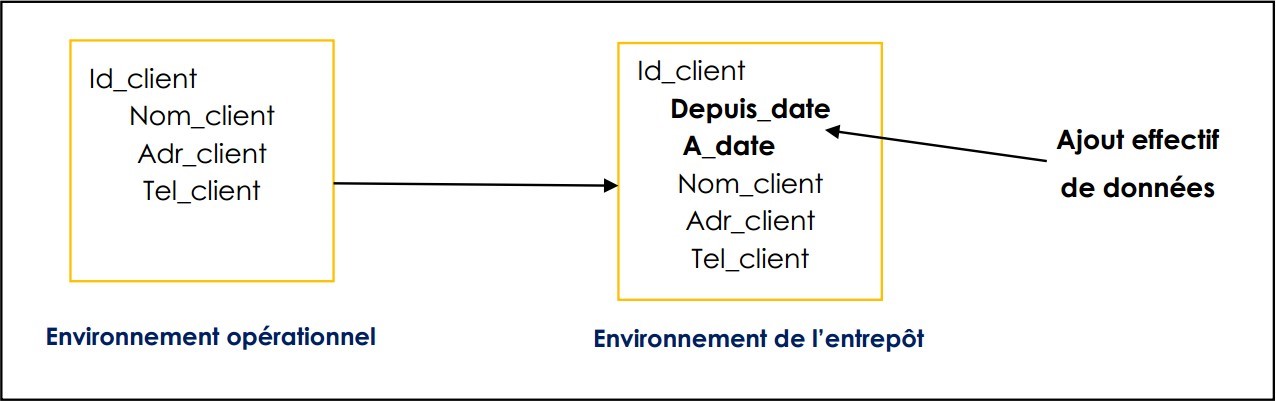 Id_client
Nom_client
Adr_client
Tel_client
Environnement opérationnel
Id_client
Depuis_date
A_date
Nom_client
Adr_client
Tel_client
Environnement de l’entrepôt
Ajout effectif
de données